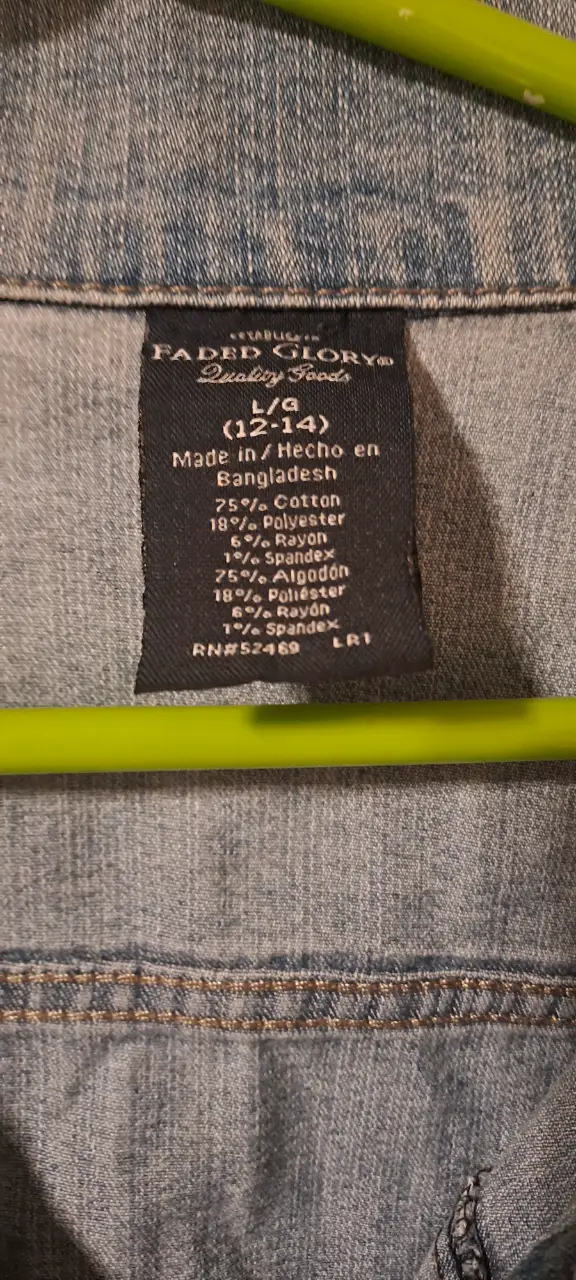 ESTABLISHED
FADED GLORY®
Quality Goods
L/G
(12-14)
Made in / Hecho en
Bangladesh
75% Cotton
18% Polyester
6% Rayon
1% Spandex
75% Algodón
18% Poliéster
6% Rayón
1% Spandex
RN#52469 LR1